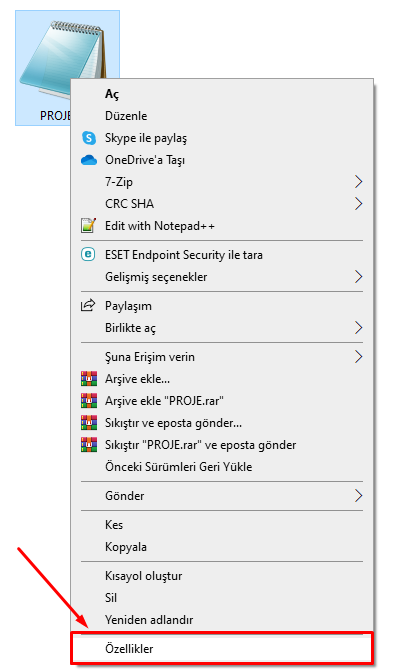 Aç
Düzenle
Skype ile paylaş
OneDrive'a Taşı
7-Zip
CRC SHA
Edit with Notepad++
ESET Endpoint Security ile tara
Gelişmiş seçenekler
Paylaşım
Birlikte aç
Şuna Erişim verin
Arşive ekle...
Arşive ekle "PROJE.rar"
Sıkıştır ve eposta gönder...
Sıkıştır "PROJE.rar" ve eposta gönder
Önceki Sürümleri Geri Yükle
Gönder
Kes
Kopyala
Kısayol oluştur
Sil
Yeniden adlandır
Özellikler